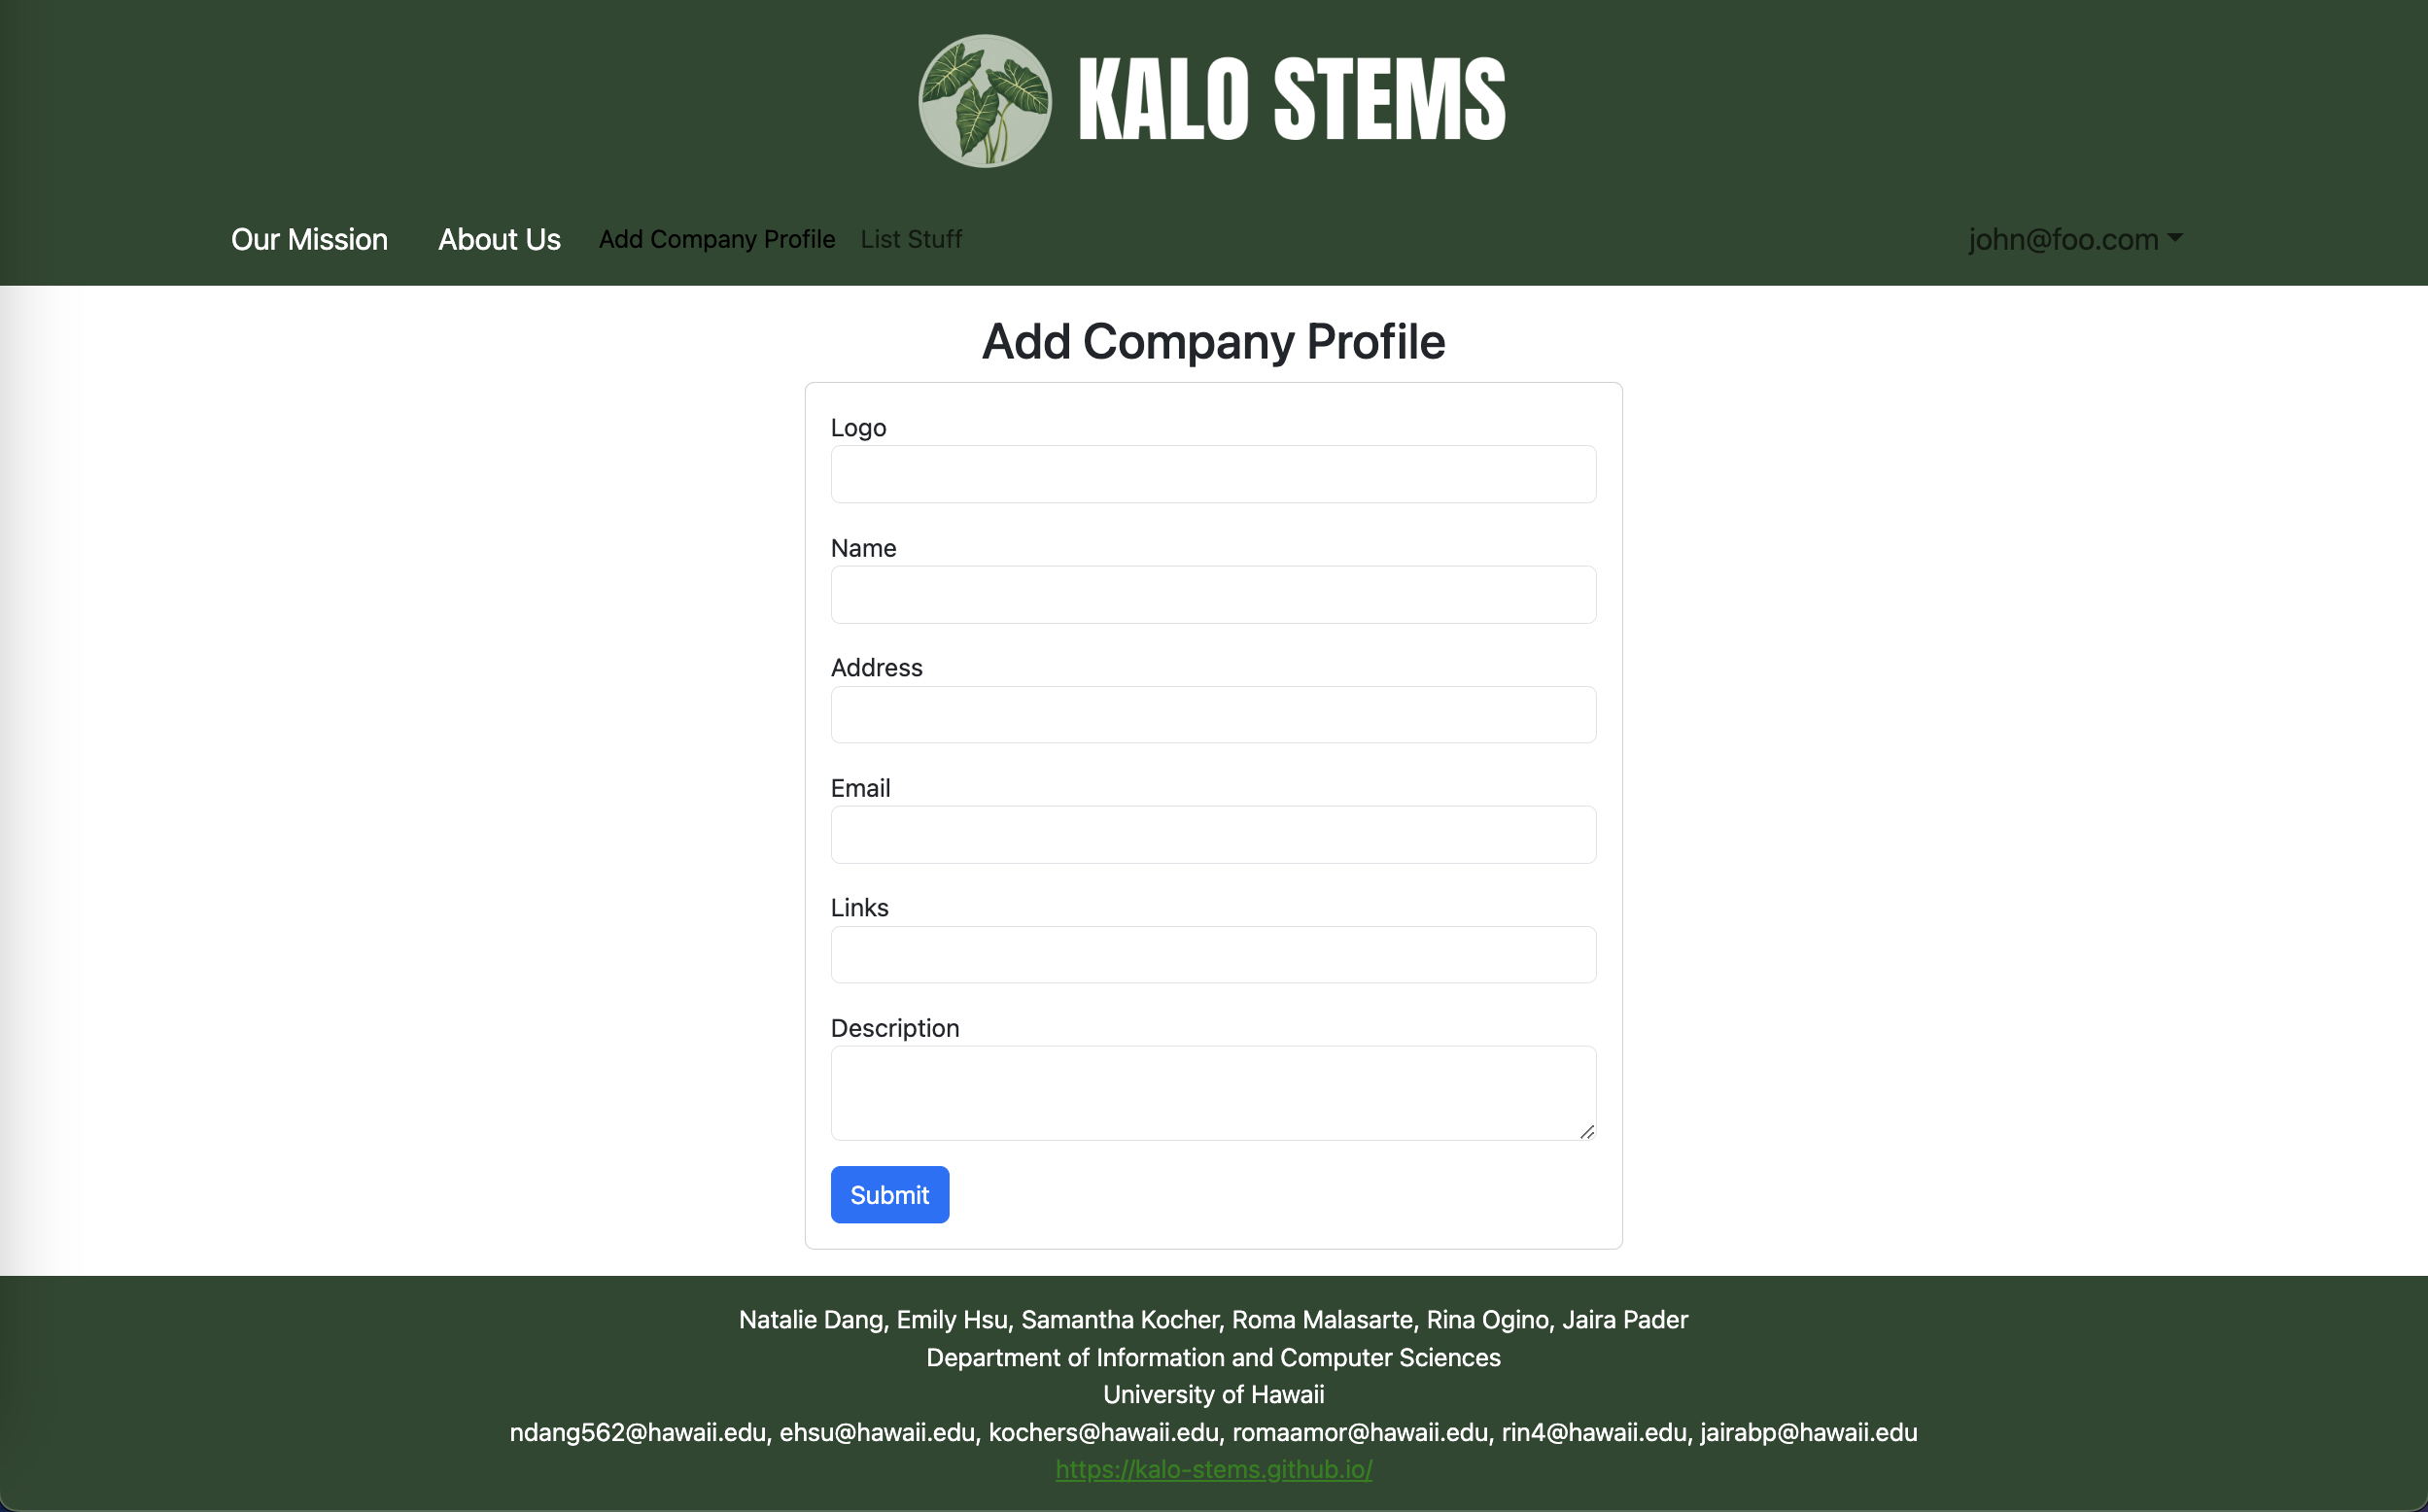 KALO STEMS
Our Mission About Us Add Company Profile List Stuff john@foo.com
Add Company Profile
Logo
Name
Address
Email
Links
Description
Submit
Natalie Dang, Emily Hsu, Samantha Kocher, Roma Malasarte, Rina Ogino, Jaira Pader
Department of Information and Computer Sciences
University of Hawaii
ndang562@hawaii.edu, ehsu@hawaii.edu, kochers@hawaii.edu, romaamor@hawaii.edu, rin4@hawaii.edu, jairabp@hawaii.edu
https://kalo-stems.github.io/